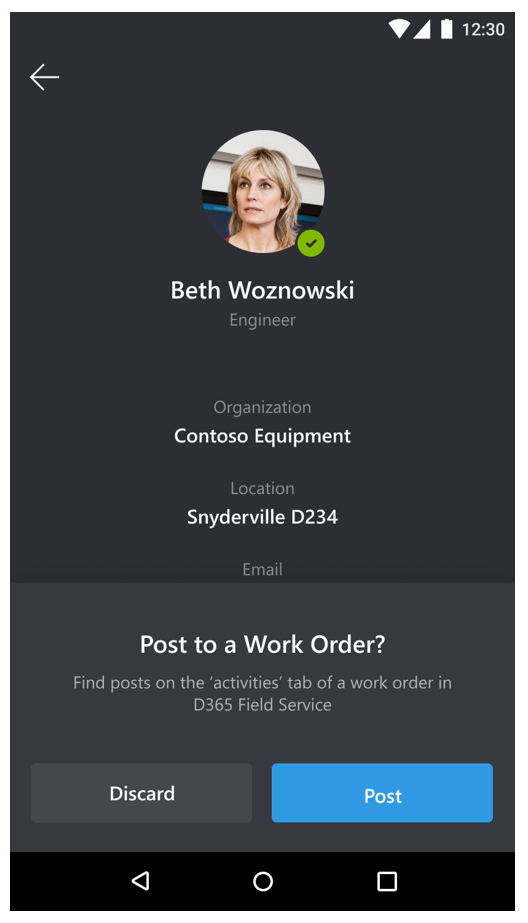 12:30
Beth Woznowski
Engineer
Organization
Contoso Equipment
Location
Snyderville D234
Email
Post to a Work Order?
Find posts on the ‘activities’ tab of a work order in
D365 Field Service
Discard
Post